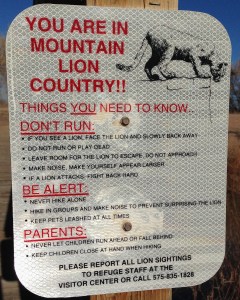 YOU ARE IN
MOUNTAIN
LION
COUNTRY!!
THINGS YOU NEED TO KNOW..
DON'T RUN:
• IF YOU SEE A LION, FACE THE LION AND SLOWLY BACK AWAY
• DO NOT RUN OR PLAY DEAD
• LEAVE ROOM FOR THE LION TO ESCAPE, DO NOT APPROACH
• MAKE NOISE, MAKE YOURSELF APPEAR LARGER
• IF A LION ATTACKS, FIGHT BACK HARD
BE ALERT:
• NEVER HIKE ALONE
• HIKE IN GROUPS AND MAKE NOISE TO PREVENT SURPRISING THE LION
• KEEP PETS LEASHED AT ALL TIMES
PARENTS:
• NEVER LET CHILDREN RUN AHEAD OR FALL BEHIND
• KEEP CHILDREN CLOSE AT HAND WHEN HIKING
PLEASE REPORT ALL LION SIGHTINGS
TO REFUGE STAFF AT THE
VISITOR CENTER OR CALL 575-835-1828